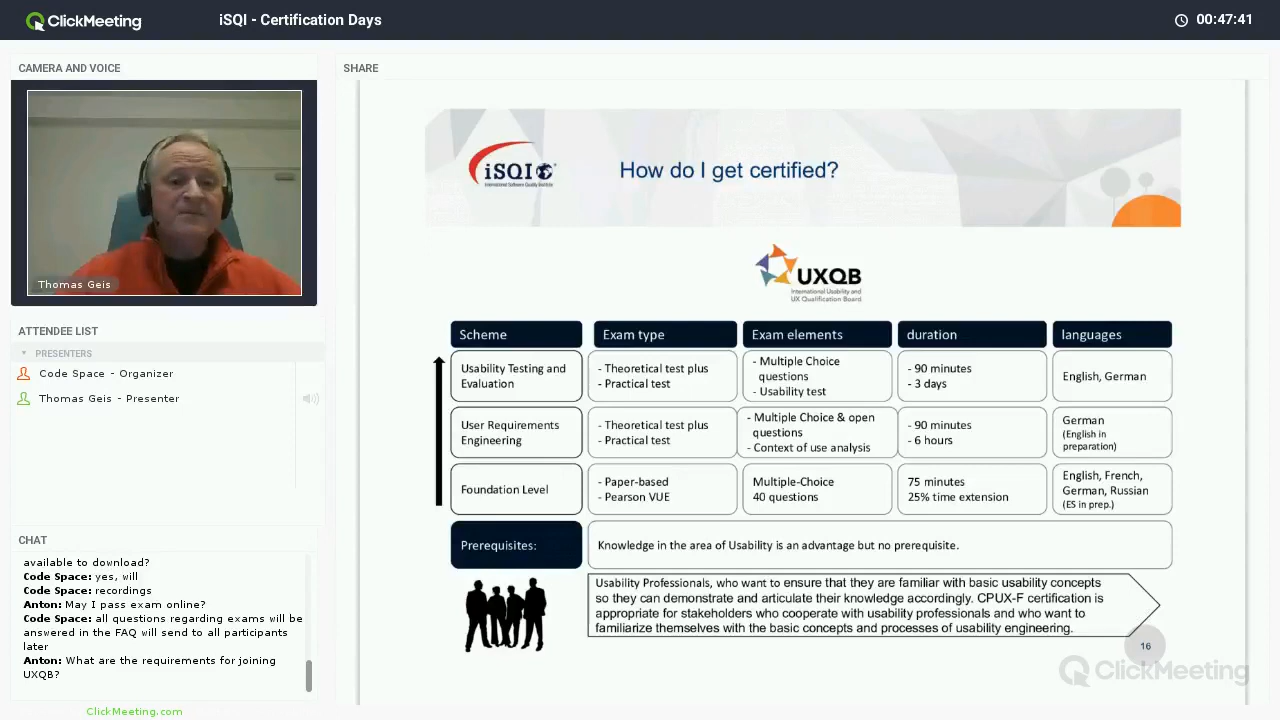 ClickMeeting
iSQI - Certification Days
00:47:41
CAMERA AND VOICE
Thomas Geis
ATTENDEE LIST
PRESENTERS
Code Space - Organizer
Thomas Geis - Presenter
CHAT
available to download?
Code Space: yes, will
Code Space: recordings
Anton: May I pass exam online?
Code Space: all questions regarding exams will be
answered in the FAQ will send to all participants
later
Anton: What are the requirements for joining
UXQB?
ClickMeeting.com
SHARE
iSQI
International Software Quality Institute
How do I get certified?
UXQB
International Usability and
UX Qualification Board
Scheme
Exam type
Exam elements
duration
languages
Usability Testing and
Evaluation
- Theoretical test plus
- Practical test
- Multiple Choice
questions
- Usability test
- 90 minutes
- 3 days
English, German
User Requirements
Engineering
- Theoretical test plus
- Practical test
- Multiple Choice & open
questions
- Context of use analysis
- 90 minutes
- 6 hours
German
(English in
preparation)
Foundation Level
- Paper-based
- Pearson VUE
Multiple-Choice
40 questions
75 minutes
25% time extension
English, French,
German, Russian
(ES in prep.)
Prerequisites:
Knowledge in the area of Usability is an advantage but no prerequisite.
Usability Professionals, who want to ensure that they are familiar with basic usability concepts
so they can demonstrate and articulate their knowledge accordingly. CPUX-F certification is
appropriate for stakeholders who cooperate with usability professionals and who want to
familiarize themselves with the basic concepts and processes of usability engineering.
16
ClickMeeting